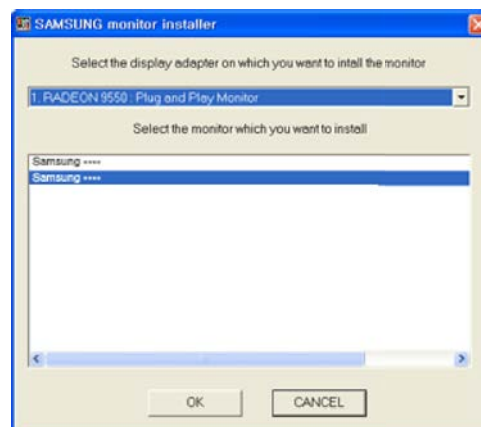 SAMSUNG monitor installer
Select the display adapter on which you want to intall the monitor
1. RADEON 9550 : Plug and Play Monitor
Select the monitor which you want to install
Samsung ****
Samsung ****
OK
CANCEL